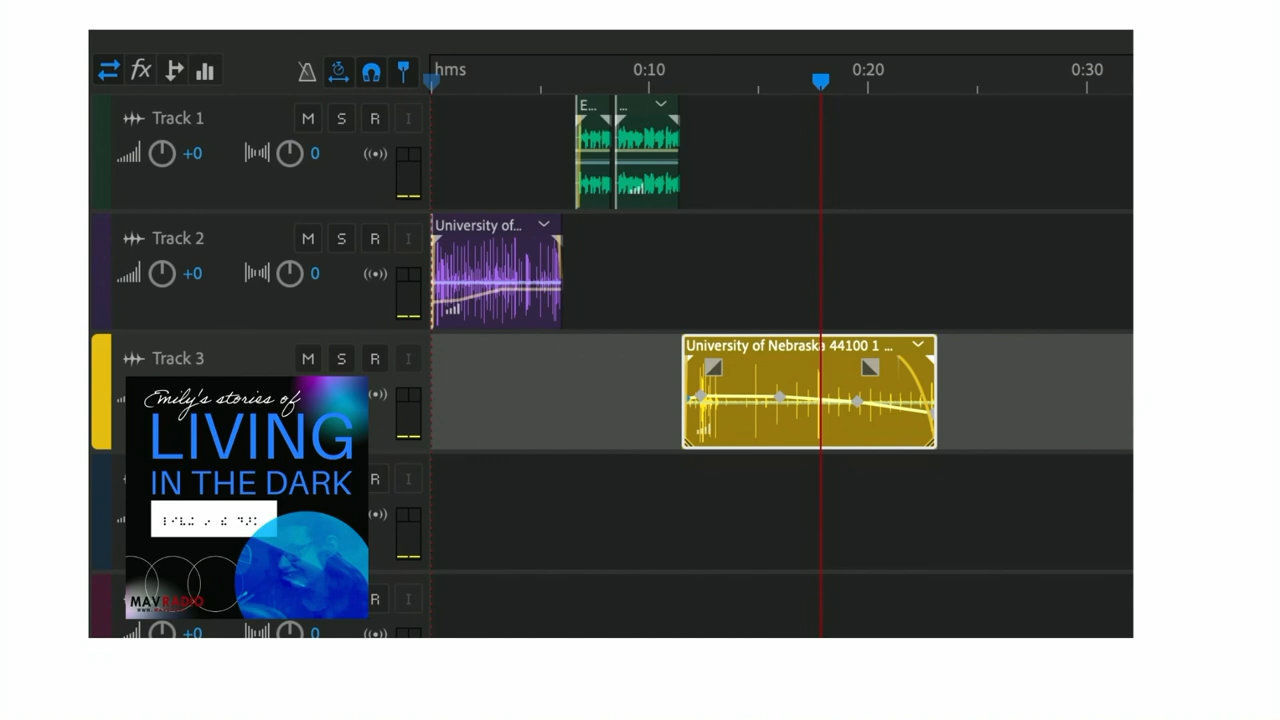 hms 0:10 0:20 0:30
Track 1 M S R I
E... ...
+0 0
Track 2 M S R I
University of...
+0 0
Track 3 M S R I
University of Nebraska 44100 1 ...
Emily's stories of
LIVING
IN THE DARK
R I
MAVRADIO
R I
+0 0